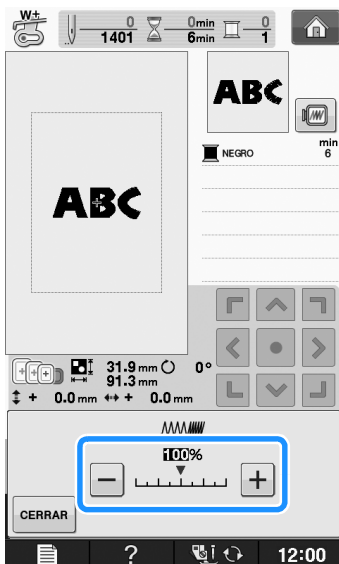 W±
0
1401
0min
6min
0
1
ABC
NEGRO
min
6
ABC
31.9 mm 0°
91.3 mm
+ 0.0 mm + 0.0 mm
100%
− +
CERRAR
? 12:00